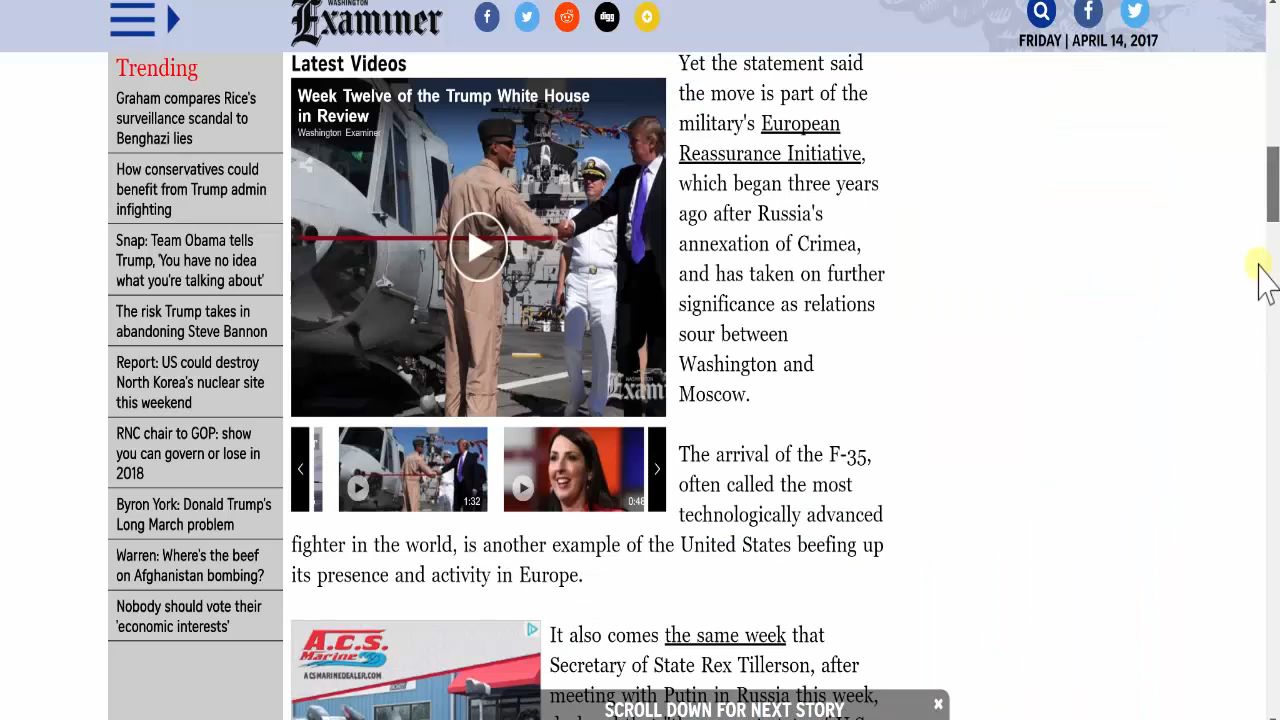 WASHINGTON
Examiner
digg
FRIDAY | APRIL 14, 2017
Trending
Graham compares Rice's
surveillance scandal to
Benghazi lies
How conservatives could
benefit from Trump admin
infighting
Snap: Team Obama tells
Trump, 'You have no idea
what you're talking about'
The risk Trump takes in
abandoning Steve Bannon
Report: US could destroy
North Korea's nuclear site
this weekend
RNC chair to GOP: show
you can govern or lose in
2018
Byron York: Donald Trump's
Long March problem
Warren: Where's the beef
on Afghanistan bombing?
Nobody should vote their
'economic interests'
Latest Videos
Week Twelve of the Trump White House
in Review
Washington Examiner
WASHINGTON
Exami
1:32
0:48
Yet the statement said
the move is part of the
military's European
Reassurance Initiative,
which began three years
ago after Russia's
annexation of Crimea,
and has taken on further
significance as relations
sour between
Washington and
Moscow.
The arrival of the F-35,
often called the most
technologically advanced
fighter in the world, is another example of the United States beefing up
its presence and activity in Europe.
A.C.S.
Marine
ACSMARINEDEALER.COM
It also comes the same week that
Secretary of State Rex Tillerson, after
meeting with Putin in Russia this week,
SCROLL DOWN FOR NEXT STORY